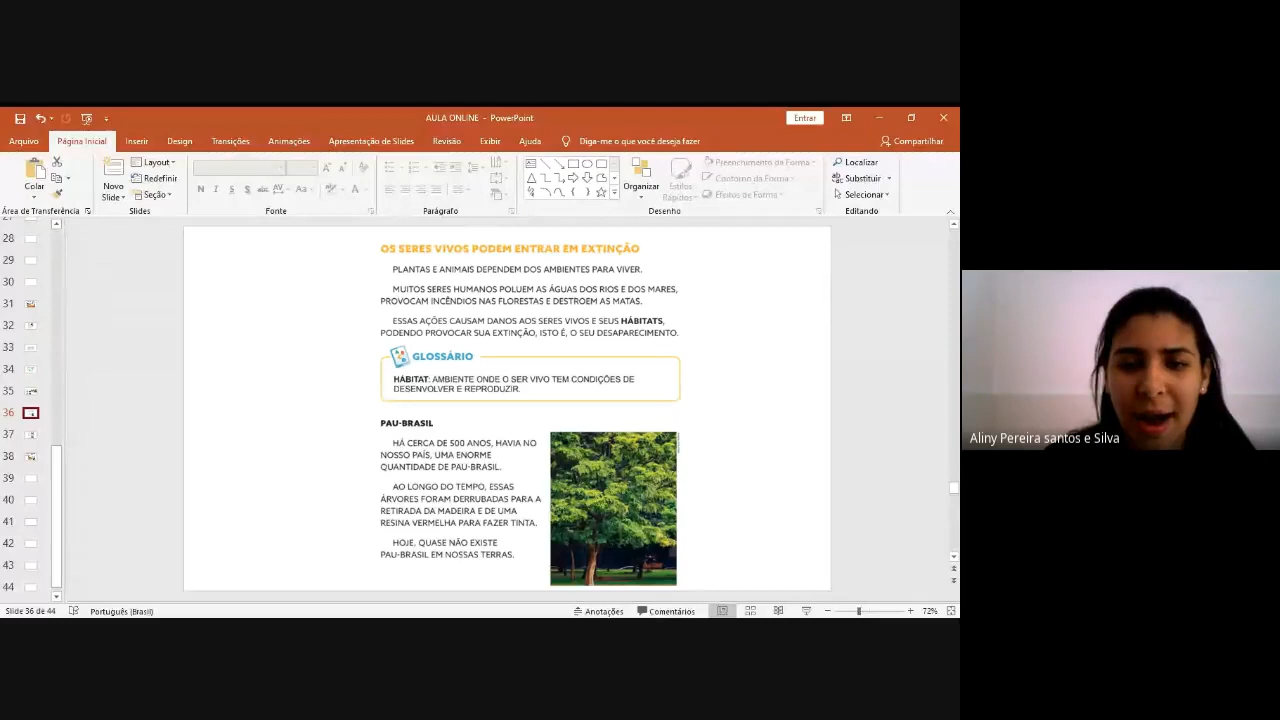 AULA ONLINE - PowerPoint
Entrar
Arquivo Página Inicial Inserir Design Transições Animações Apresentação de Slides Revisão Exibir Ajuda Diga-me o que você deseja fazer Compartilhar
Colar
Novo Slide
Layout
Redefinir
Seção
N I S S abc AV Aa A
Organizar
Estilos Rápidos
Preenchimento da Forma
Contorno da Forma
Efeitos de Forma
Localizar
Substituir
Selecionar
Área de Transferência Slides Fonte Parágrafo Desenho Editando
27
28
29
30
31
32
33
34
35
36
37
38
39
40
41
42
43
44
OS SERES VIVOS PODEM ENTRAR EM EXTINÇÃO
PLANTAS E ANIMAIS DEPENDEM DOS AMBIENTES PARA VIVER.
MUITOS SERES HUMANOS POLUEM AS ÁGUAS DOS RIOS E DOS MARES,
PROVOCAM INCÊNDIOS NAS FLORESTAS E DESTROEM AS MATAS.
ESSAS AÇÕES CAUSAM DANOS AOS SERES VIVOS E SEUS HÁBITATS,
PODENDO PROVOCAR SUA EXTINÇÃO, ISTO É, O SEU DESAPARECIMENTO.
GLOSSÁRIO
HÁBITAT: AMBIENTE ONDE O SER VIVO TEM CONDIÇÕES DE
DESENVOLVER E REPRODUZIR.
PAU-BRASIL
HÁ CERCA DE 500 ANOS, HAVIA NO
NOSSO PAÍS, UMA ENORME
QUANTIDADE DE PAU-BRASIL.
AO LONGO DO TEMPO, ESSAS
ÁRVORES FORAM DERRUBADAS PARA A
RETIRADA DA MADEIRA E DE UMA
RESINA VERMELHA PARA FAZER TINTA.
HOJE, QUASE NÃO EXISTE
PAU-BRASIL EM NOSSAS TERRAS.
Slide 36 de 44 Português (Brasil) Anotações Comentários 72%
Aliny Pereira santos e Silva